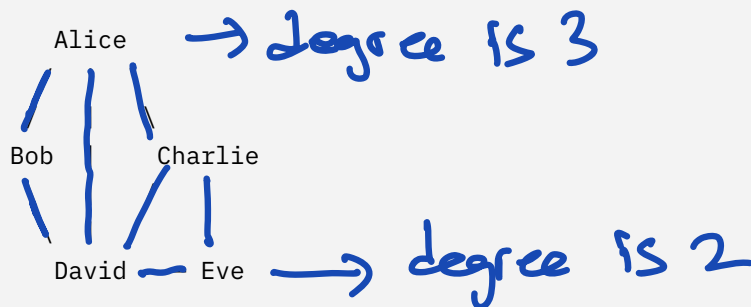 Alice → degree is 3
Bob Charlie
David Eve → degree is 2